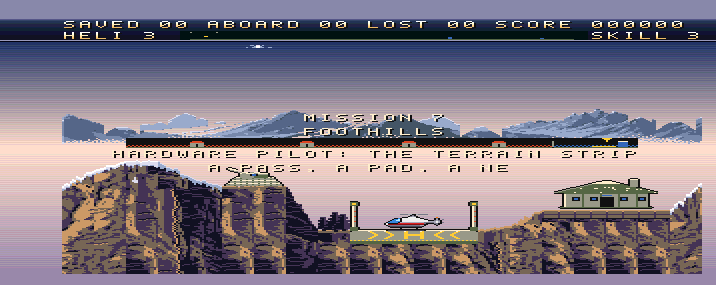 SAVED 00 ABOARD 00 LOST 00 SCORE 000000
HELI 3 SKILL 3
MISSION 7
FOOTHILLS
HARDWARE PILOT: THE TERRAIN STRIP
A PASS. A PAD. A NE
H